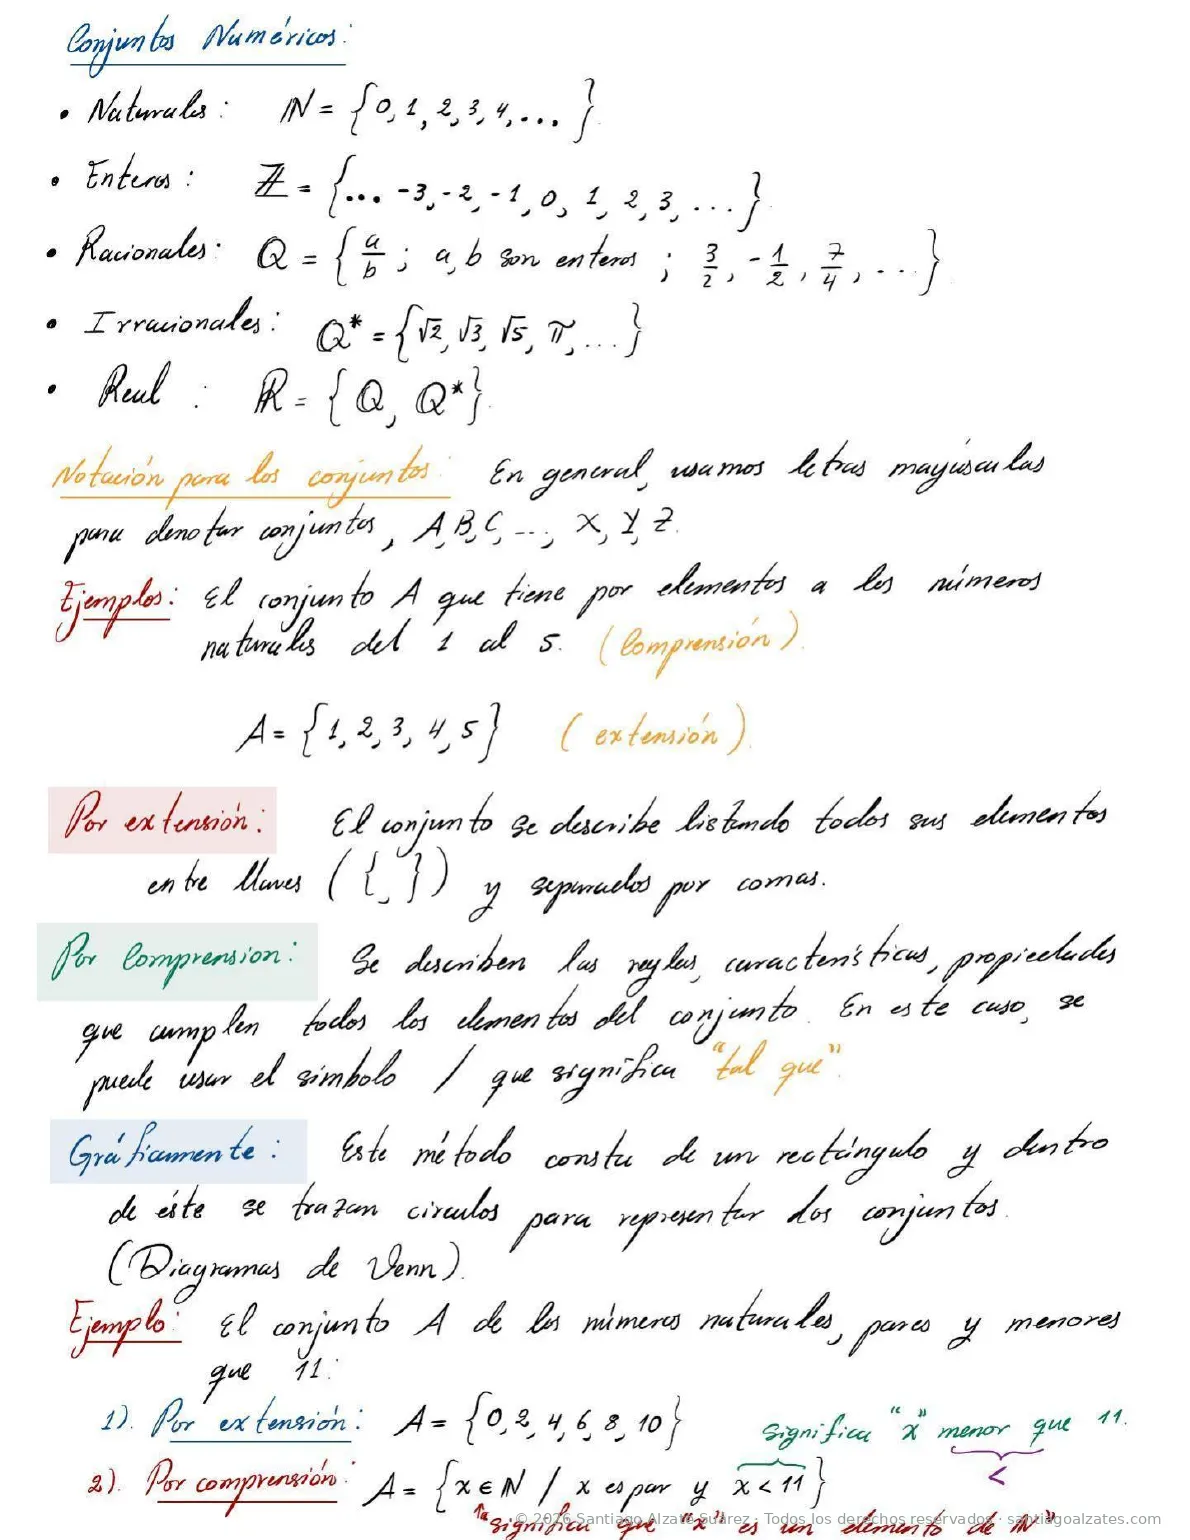 Conjuntos Numéricos:
• Naturales: ℕ = {0, 1, 2, 3, 4, ... }.
• Enteros: ℤ = {... -3, -2, -1, 0, 1, 2, 3, ... }.
• Racionales: ℚ = { a/b ; a, b son enteros ; 3/2, -1/2, 7/4, ... }.
• Irracionales: ℚ* = {√2, √3, √5, π, ... }
• Real : ℝ = { ℚ, ℚ* }.
Notación para los conjuntos: En general, usamos letras mayúsculas
para denotar conjuntos, A, B, C, ..., X, Y, Z.
Ejemplos: El conjunto A que tiene por elementos a los números
naturales del 1 al 5. (Comprensión).
A = {1, 2, 3, 4, 5} (extensión).
Por extensión: El conjunto se describe listando todos sus elementos
entre llaves ( { , } ) y separados por comas.
Por Comprension: Se describen las reglas, características, propiedades
que cumplen todos los elementos del conjunto. En este caso, se
puede usar el símbolo / que significa "tal que".
Gráficamente: Este método consta de un rectángulo y dentro
de éste se trazan circulos para representar los conjuntos.
(Diagramas de Venn).
Ejemplo: El conjunto A de los números naturales, pares y menores
que 11:
1). Por extensión: A = {0, 2, 4, 6, 8, 10}
significa "x" menor que 11.
<
2). Por comprensión: A = {x ∈ ℕ / x es par y x < 11}
"significa que "x" es un elemento de ℕ"
© 2026 Santiago Alzate Suárez · Todos los derechos reservados · santiagoalzates.com